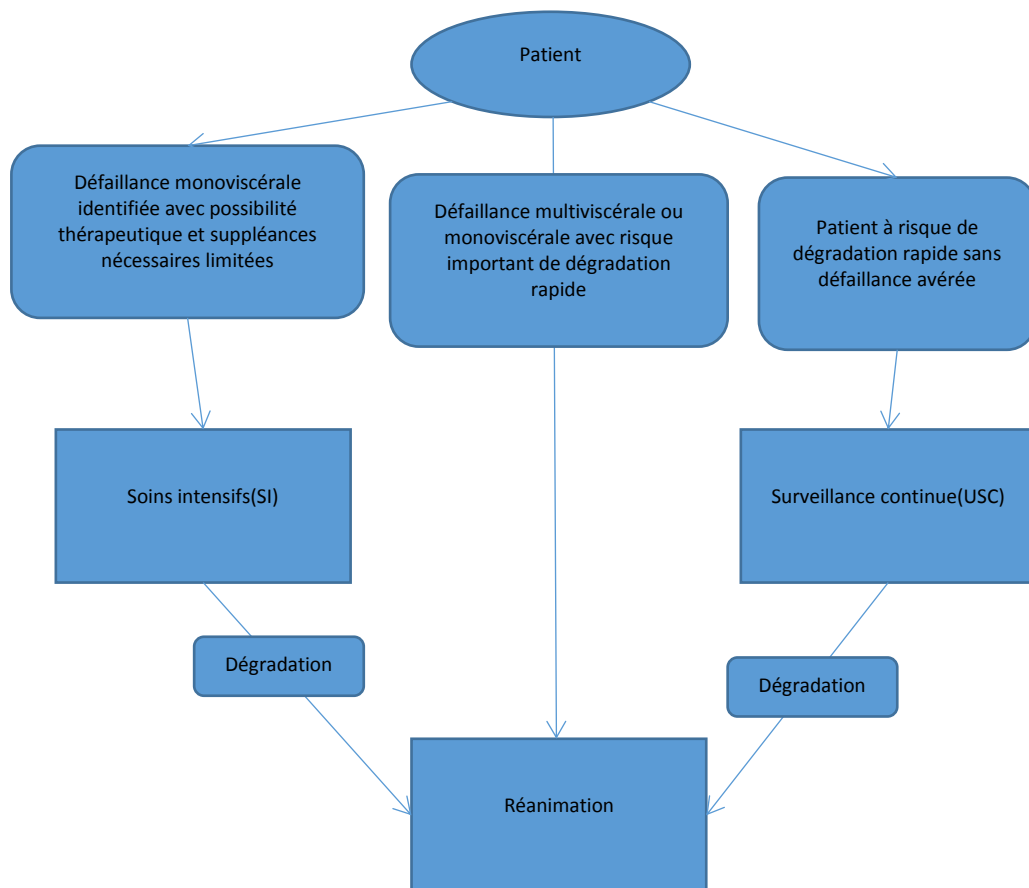 Patient
Défaillance monoviscérale
identifiée avec possibilité
thérapeutique et suppléances
nécessaires limitées
Défaillance multiviscérale ou
monoviscérale avec risque
important de dégradation
rapide
Patient à risque de
dégradation rapide sans
défaillance avérée
Soins intensifs(SI)
Surveillance continue(USC)
Dégradation
Dégradation
Réanimation